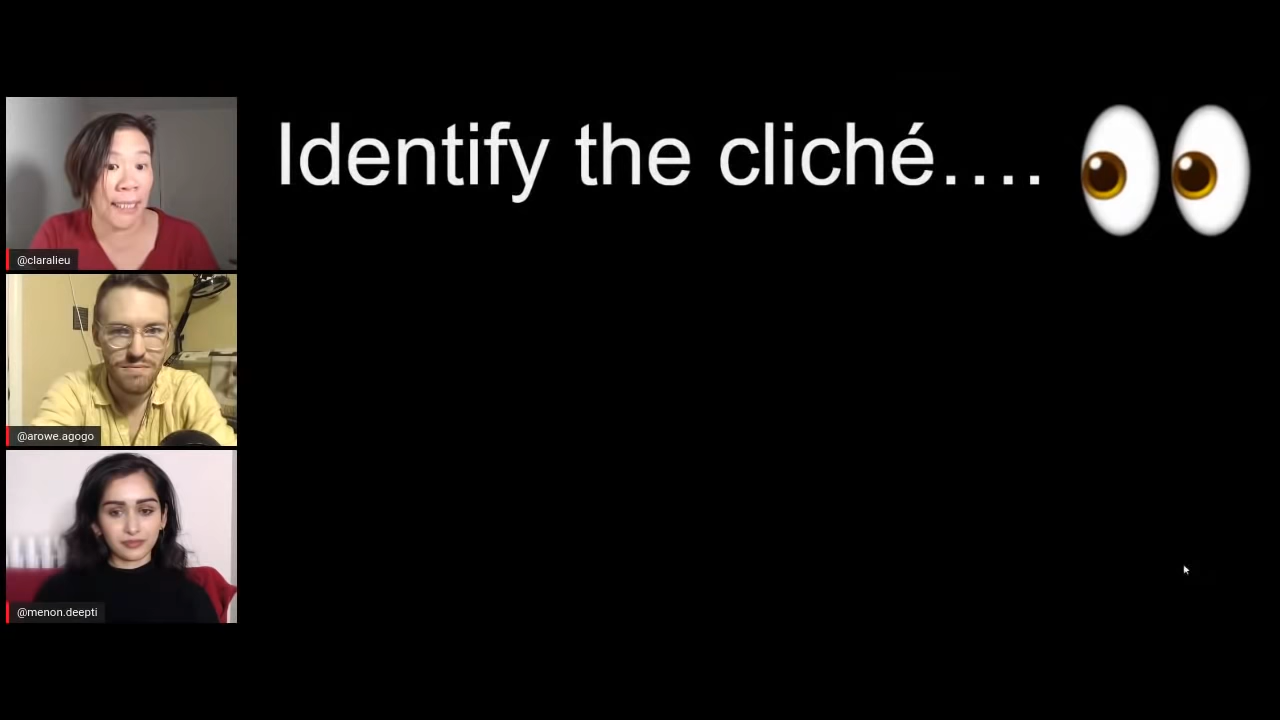 Identify the cliché....
@claralieu
@arowe.agogo
@menon.deepti